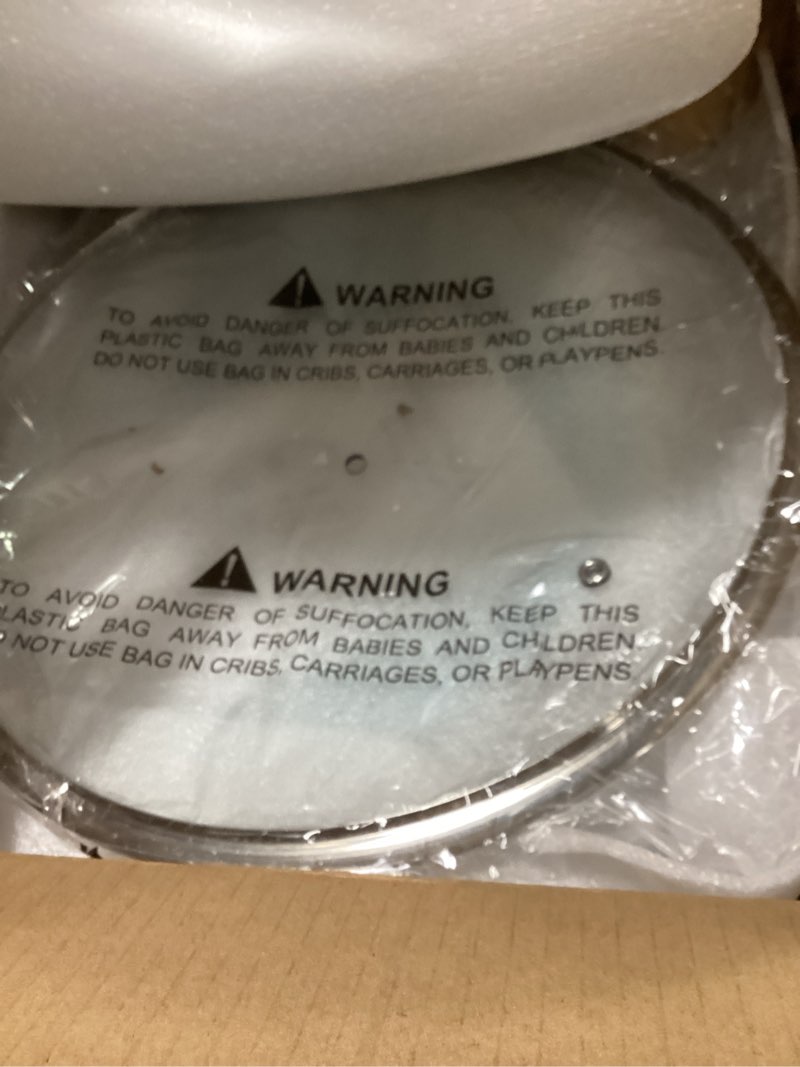 WARNING
TO AVOID DANGER OF SUFFOCATION, KEEP THIS
PLASTIC BAG AWAY FROM BABIES AND CHILDREN.
DO NOT USE BAG IN CRIBS, CARRIAGES, OR PLAYPENS.
WARNING
TO AVOID DANGER OF SUFFOCATION, KEEP THIS
PLASTIC BAG AWAY FROM BABIES AND CHILDREN.
DO NOT USE BAG IN CRIBS, CARRIAGES, OR PLAYPENS.